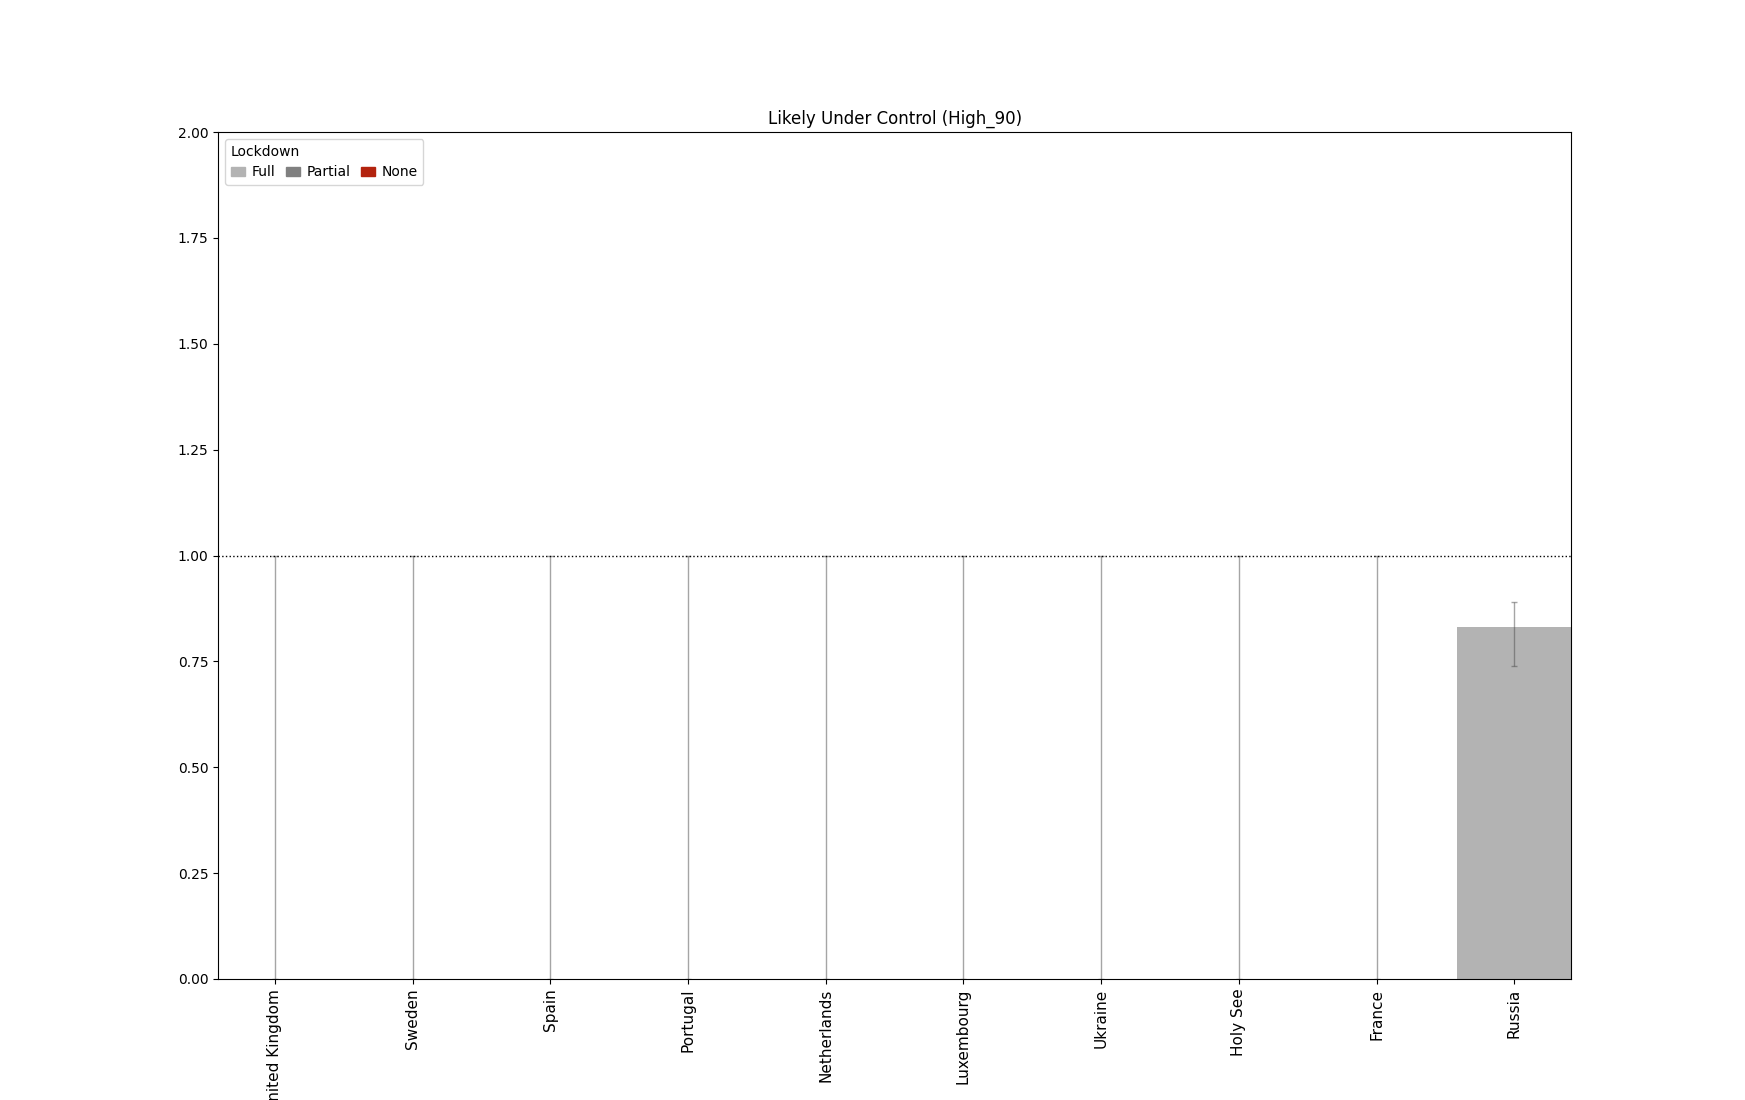 Likely Under Control (High_90)
2.00
Lockdown
Full Partial None
1.75
1.50
1.25
1.00
0.75
0.50
0.25
0.00
nited Kingdom
Sweden
Spain
Portugal
Netherlands
Luxembourg
Ukraine
Holy See
France
Russia